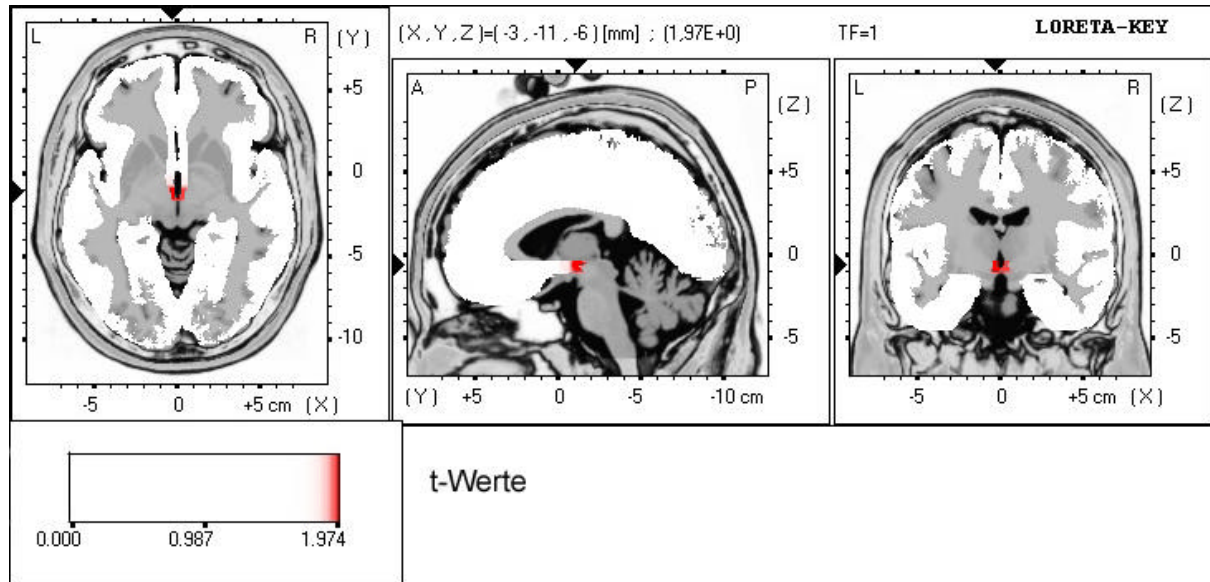 (X, Y, Z)=( -3 , -11 , -6 ) [mm] ; (1,97E+0) TF=1 LORETA-KEY
L R (Y)
+5
0
-5
-10
-5 0 +5 cm (X)
A P (Z)
+5
0
-5
(Y) +5 0 -5 -10 cm
L R (Z)
+5
0
-5
-5 0 +5 cm (X)
0.000 0.987 1.974
t-Werte